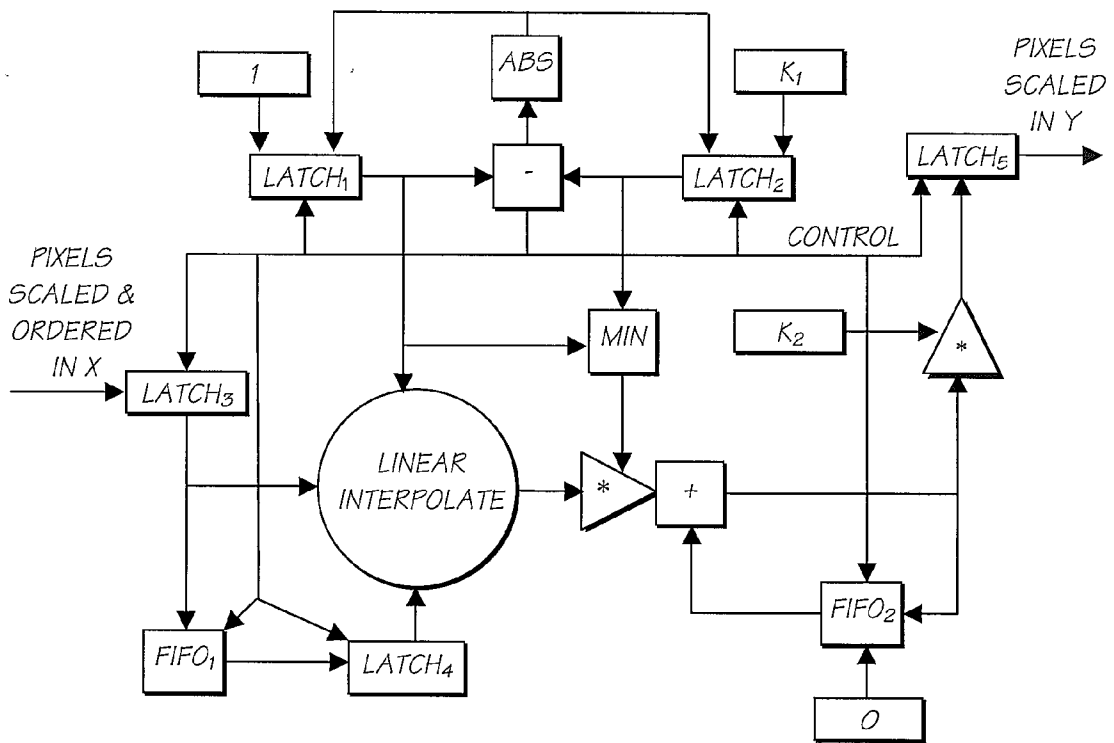 ABS
1
K₁
PIXELS
SCALED
IN Y
LATCH₁
-
LATCH₂
LATCH₅
CONTROL
PIXELS
SCALED &
ORDERED
IN X
MIN
K₂
*
LATCH₃
LINEAR
INTERPOLATE
*
+
FIFO₁
LATCH₄
FIFO₂
0